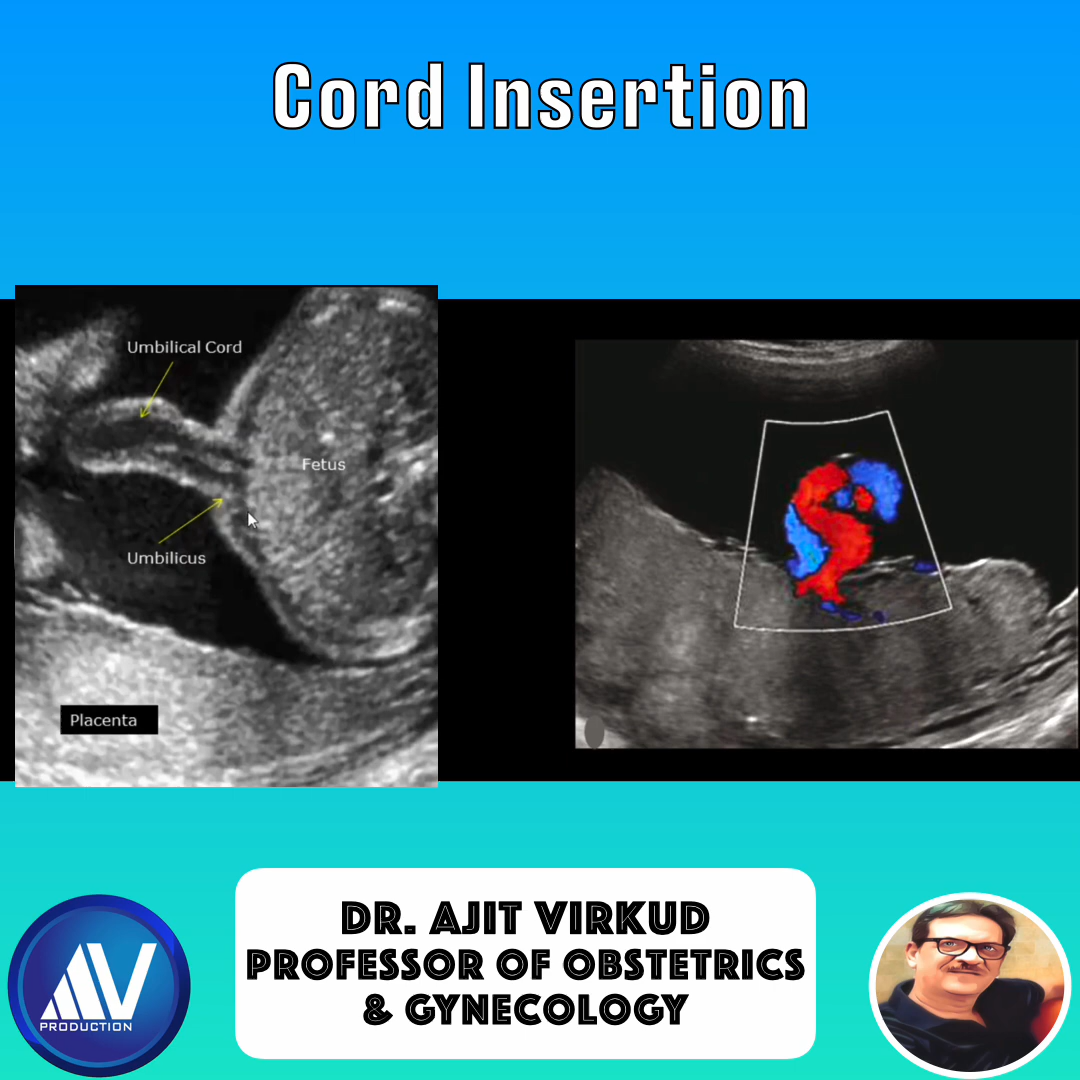 Cord Insertion
Umbilical Cord
Fetus
Umbilicus
Placenta
DR. AJIT VIRKUD
PROFESSOR OF OBSTETRICS
& GYNECOLOGY
AV
PRODUCTION